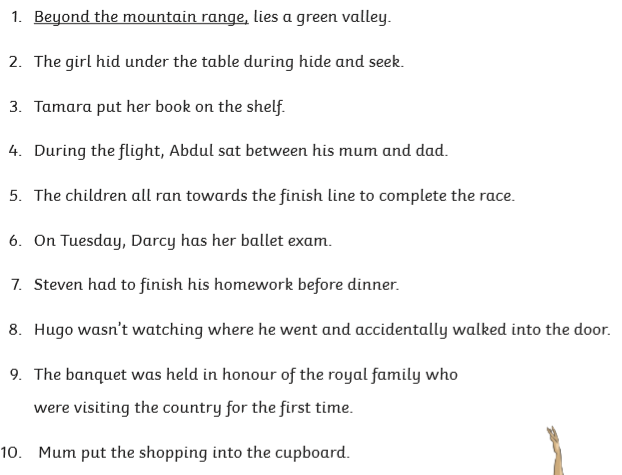 1. Beyond the mountain range, lies a green valley.
2. The girl hid under the table during hide and seek.
3. Tamara put her book on the shelf.
4. During the flight, Abdul sat between his mum and dad.
5. The children all ran towards the finish line to complete the race.
6. On Tuesday, Darcy has her ballet exam.
7. Steven had to finish his homework before dinner.
8. Hugo wasn't watching where he went and accidentally walked into the door.
9. The banquet was held in honour of the royal family who
were visiting the country for the first time.
10. Mum put the shopping into the cupboard.